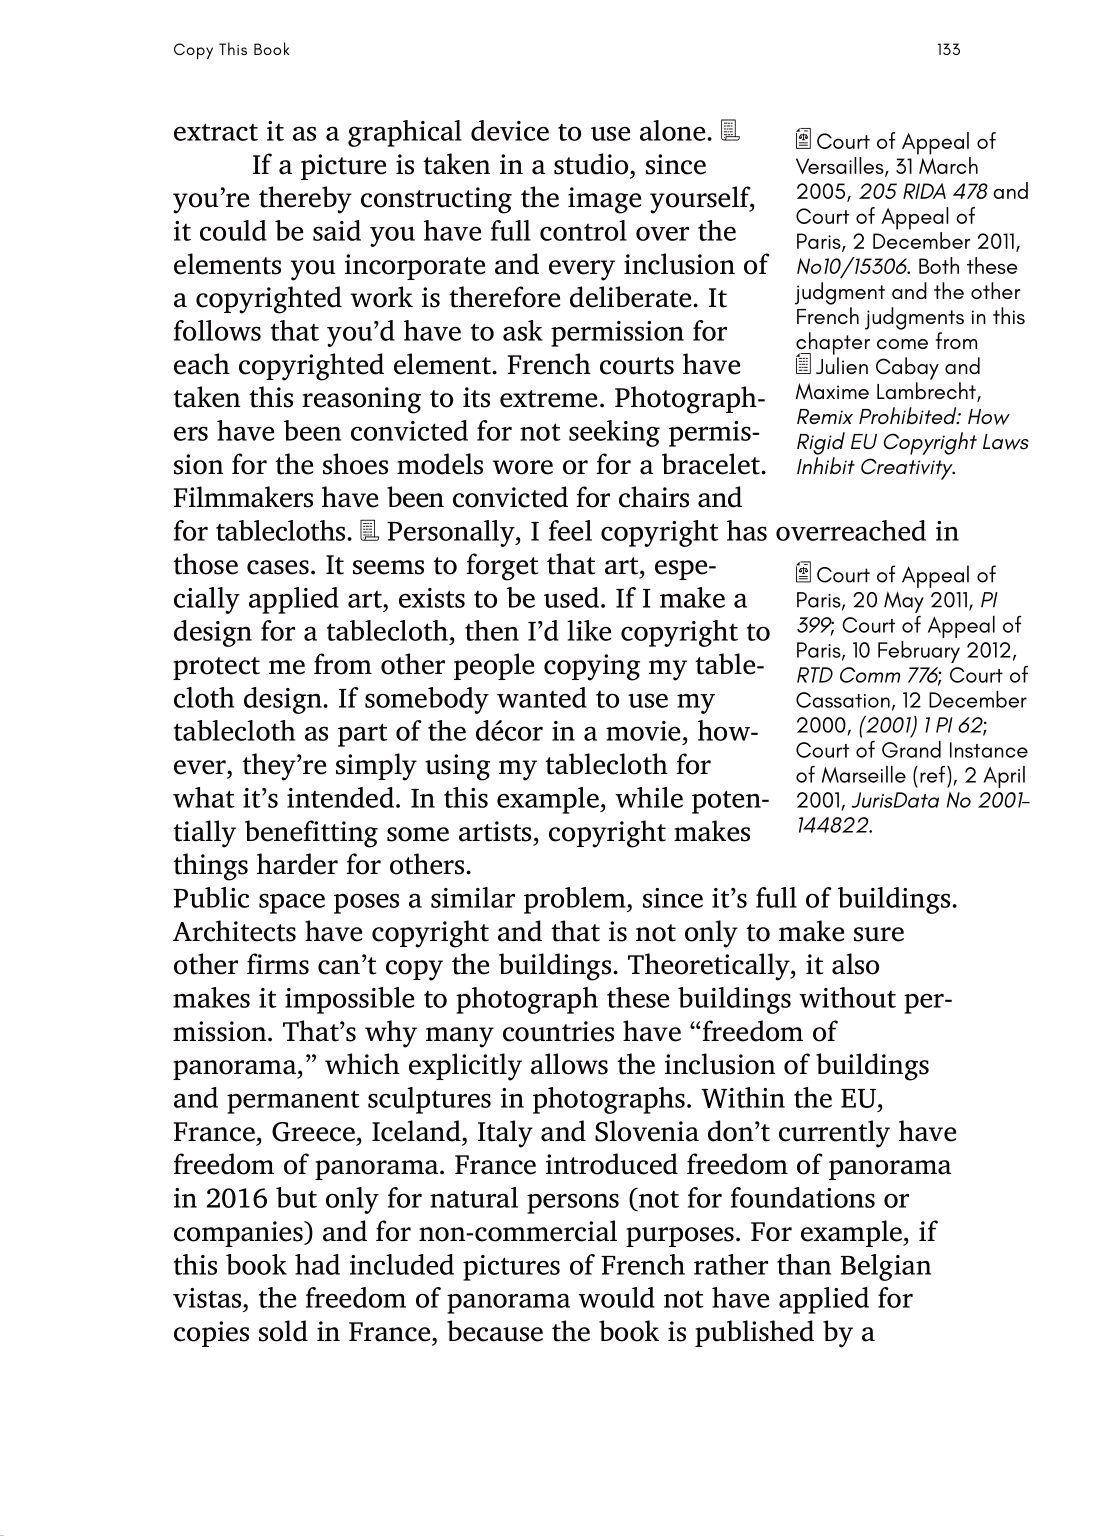 Copy This Book
133
extract it as a graphical device to use alone.
If a picture is taken in a studio, since
you’re thereby constructing the image yourself,
it could be said you have full control over the
elements you incorporate and every inclusion of
a copyrighted work is therefore deliberate. It
follows that you’d have to ask permission for
each copyrighted element. French courts have
taken this reasoning to its extreme. Photograph-
ers have been convicted for not seeking permis-
sion for the shoes models wore or for a bracelet.
Filmmakers have been convicted for chairs and
for tablecloths. Personally, I feel copyright has overreached in
those cases. It seems to forget that art, espe-
cially applied art, exists to be used. If I make a
design for a tablecloth, then I’d like copyright to
protect me from other people copying my table-
cloth design. If somebody wanted to use my
tablecloth as part of the décor in a movie, how-
ever, they’re simply using my tablecloth for
what it’s intended. In this example, while poten-
tially benefitting some artists, copyright makes
things harder for others.
Public space poses a similar problem, since it’s full of buildings.
Architects have copyright and that is not only to make sure
other firms can’t copy the buildings. Theoretically, it also
makes it impossible to photograph these buildings without per-
mission. That’s why many countries have “freedom of
panorama,” which explicitly allows the inclusion of buildings
and permanent sculptures in photographs. Within the EU,
France, Greece, Iceland, Italy and Slovenia don’t currently have
freedom of panorama. France introduced freedom of panorama
in 2016 but only for natural persons (not for foundations or
companies) and for non-commercial purposes. For example, if
this book had included pictures of French rather than Belgian
vistas, the freedom of panorama would not have applied for
copies sold in France, because the book is published by a
Court of Appeal of
Versailles, 31 March
2005, 205 RIDA 478 and
Court of Appeal of
Paris, 2 December 2011,
No10/15306. Both these
judgment and the other
French judgments in this
chapter come from
Julien Cabay and
Maxime Lambrecht,
Remix Prohibited: How
Rigid EU Copyright Laws
Inhibit Creativity.
Court of Appeal of
Paris, 20 May 2011, PI
399; Court of Appeal of
Paris, 10 February 2012,
RTD Comm 776; Court of
Cassation, 12 December
2000, (2001) 1 PI 62;
Court of Grand Instance
of Marseille (ref), 2 April
2001, JurisData No 2001-
144822.